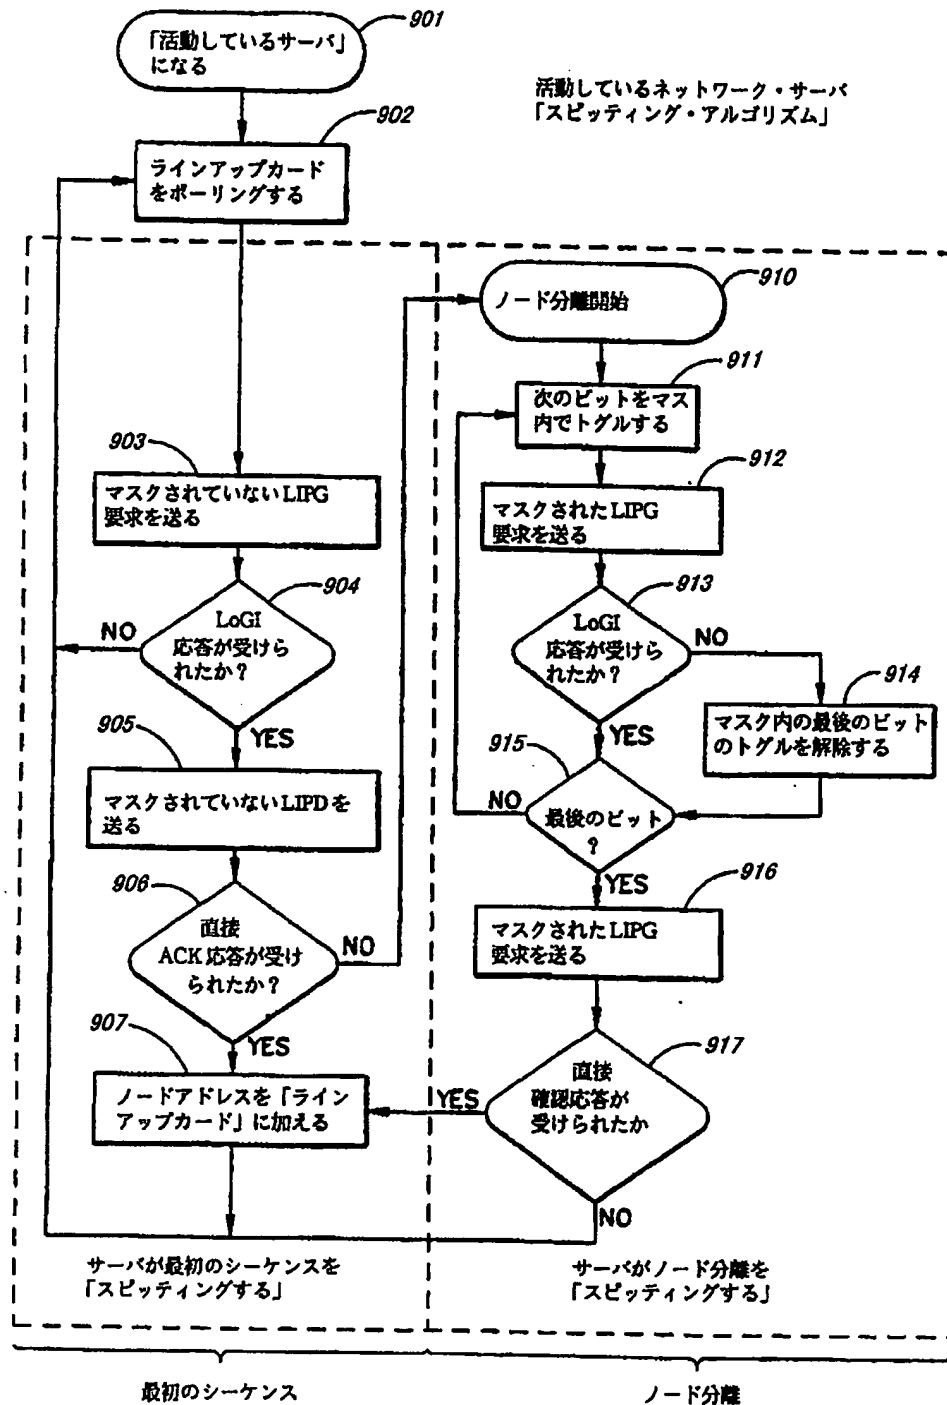 901
「活動しているサーバ」
になる
活動しているネットワーク・サーバ
「スピッティング・アルゴリズム」
902
ラインアップカード
をポーリングする
910
ノード分離開始
911
次のビットをマス
内でトグルする
903
マスクされていないLIPG
要求を送る
912
マスクされたLIPG
要求を送る
904
LoGI
応答が受けら
れたか?
NO
YES
913
LoGI
応答が受けら
れたか?
NO
YES
914
マスク内の最後のビット
のトグルを解除する
905
マスクされていないLIPDを
送る
915
最後のビット
?
NO
YES
906
直接
ACK応答が受け
られたか?
NO
YES
916
マスクされたLIPG
要求を送る
907
ノードアドレスを「ライン
アップカード」に加える
917
直接
確認応答が
受けられたか
YES
NO
サーバが最初のシーケンスを
「スピッティングする」
サーバがノード分離を
「スピッティングする」
最初のシーケンス
ノード分離